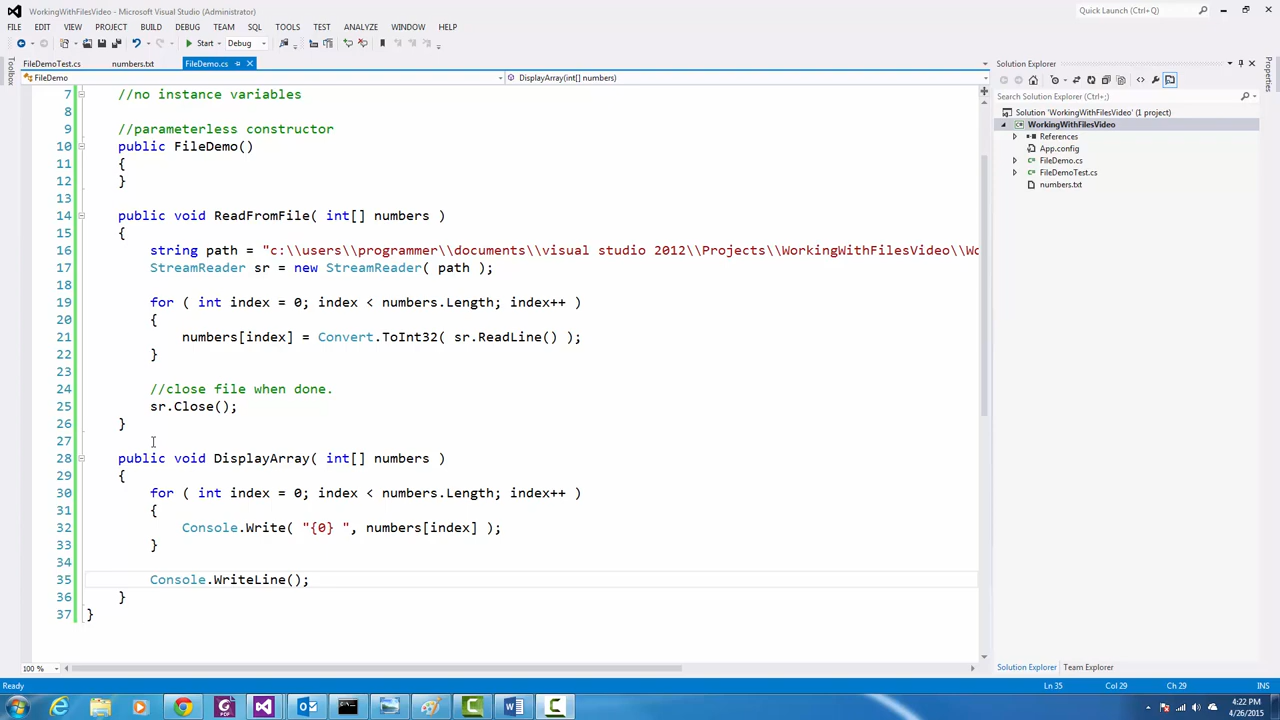 WorkingWithFilesVideo - Microsoft Visual Studio (Administrator)
Quick Launch (Ctrl+Q)
FILE EDIT VIEW PROJECT BUILD DEBUG TEAM SQL TOOLS TEST ANALYZE WINDOW HELP
Start Debug
FileDemoTest.cs numbers.txt FileDemo.cs
FileDemo DisplayArray(int[] numbers)
Toolbox
7 //no instance variables
8
9 //parameterless constructor
10 public FileDemo()
11 {
12 }
13
14 public void ReadFromFile( int[] numbers )
15 {
16 string path = "c:\\users\\programmer\\documents\\visual studio 2012\\Projects\\WorkingWithFilesVideo\\Wo
17 StreamReader sr = new StreamReader( path );
18
19 for ( int index = 0; index < numbers.Length; index++ )
20 {
21 numbers[index] = Convert.ToInt32( sr.ReadLine() );
22 }
23
24 //close file when done.
25 sr.Close();
26 }
27
28 public void DisplayArray( int[] numbers )
29 {
30 for ( int index = 0; index < numbers.Length; index++ )
31 {
32 Console.Write( "{0} ", numbers[index] );
33 }
34
35 Console.WriteLine();
36 }
37 }
100 %
Solution Explorer
Search Solution Explorer (Ctrl+;)
Solution 'WorkingWithFilesVideo' (1 project)
WorkingWithFilesVideo
References
App.config
FileDemo.cs
FileDemoTest.cs
numbers.txt
Solution Explorer Team Explorer
Properties
Ready Ln 35 Col 29 Ch 29 INS
4:22 PM
4/26/2015